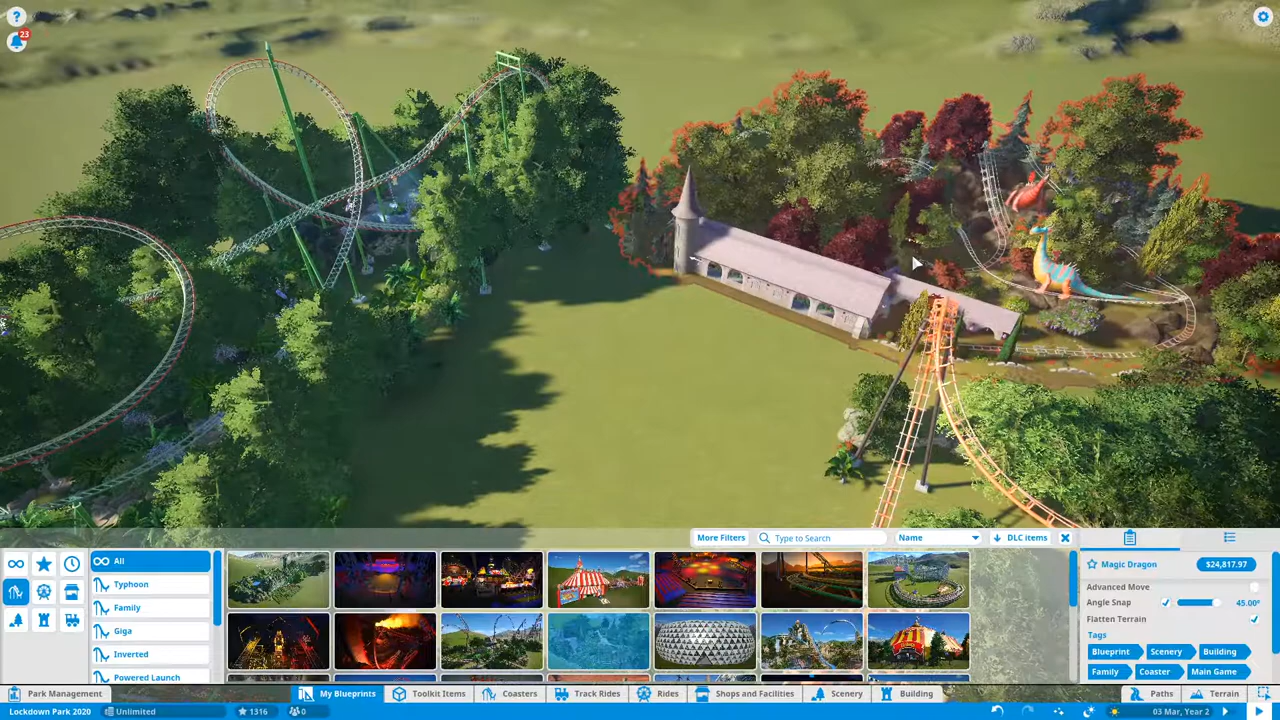 ?
23
More Filters
Type to Search
Name
DLC items
All
Typhoon
Family
Giga
Inverted
Powered Launch
Magic Dragon
$24,817.97
Advanced Move
Angle Snap
45.00°
Flatten Terrain
Tags
Blueprint
Scenery
Building
Family
Coaster
Main Game
Park Management
My Blueprints
Toolkit Items
Coasters
Track Rides
Rides
Shops and Facilities
Scenery
Building
Paths
Terrain
Lockdown Park 2020
Unlimited
1316
0
03 Mar, Year 2